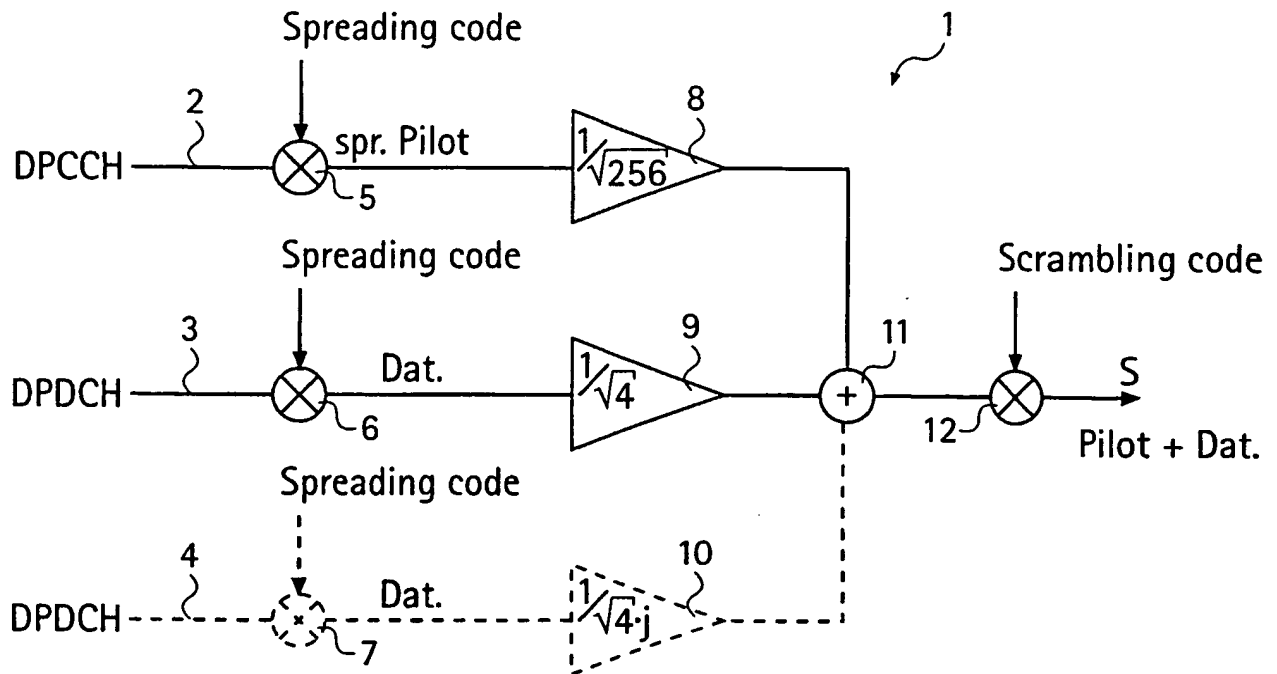 Spreading code
1
DPCCH
2
5
spr. Pilot
1/√256
8
Spreading code
Scrambling code
DPDCH
3
6
Dat.
1/√4
9
11
+
12
S
Pilot + Dat.
Spreading code
DPDCH
4
7
Dat.
1/√4·j
10